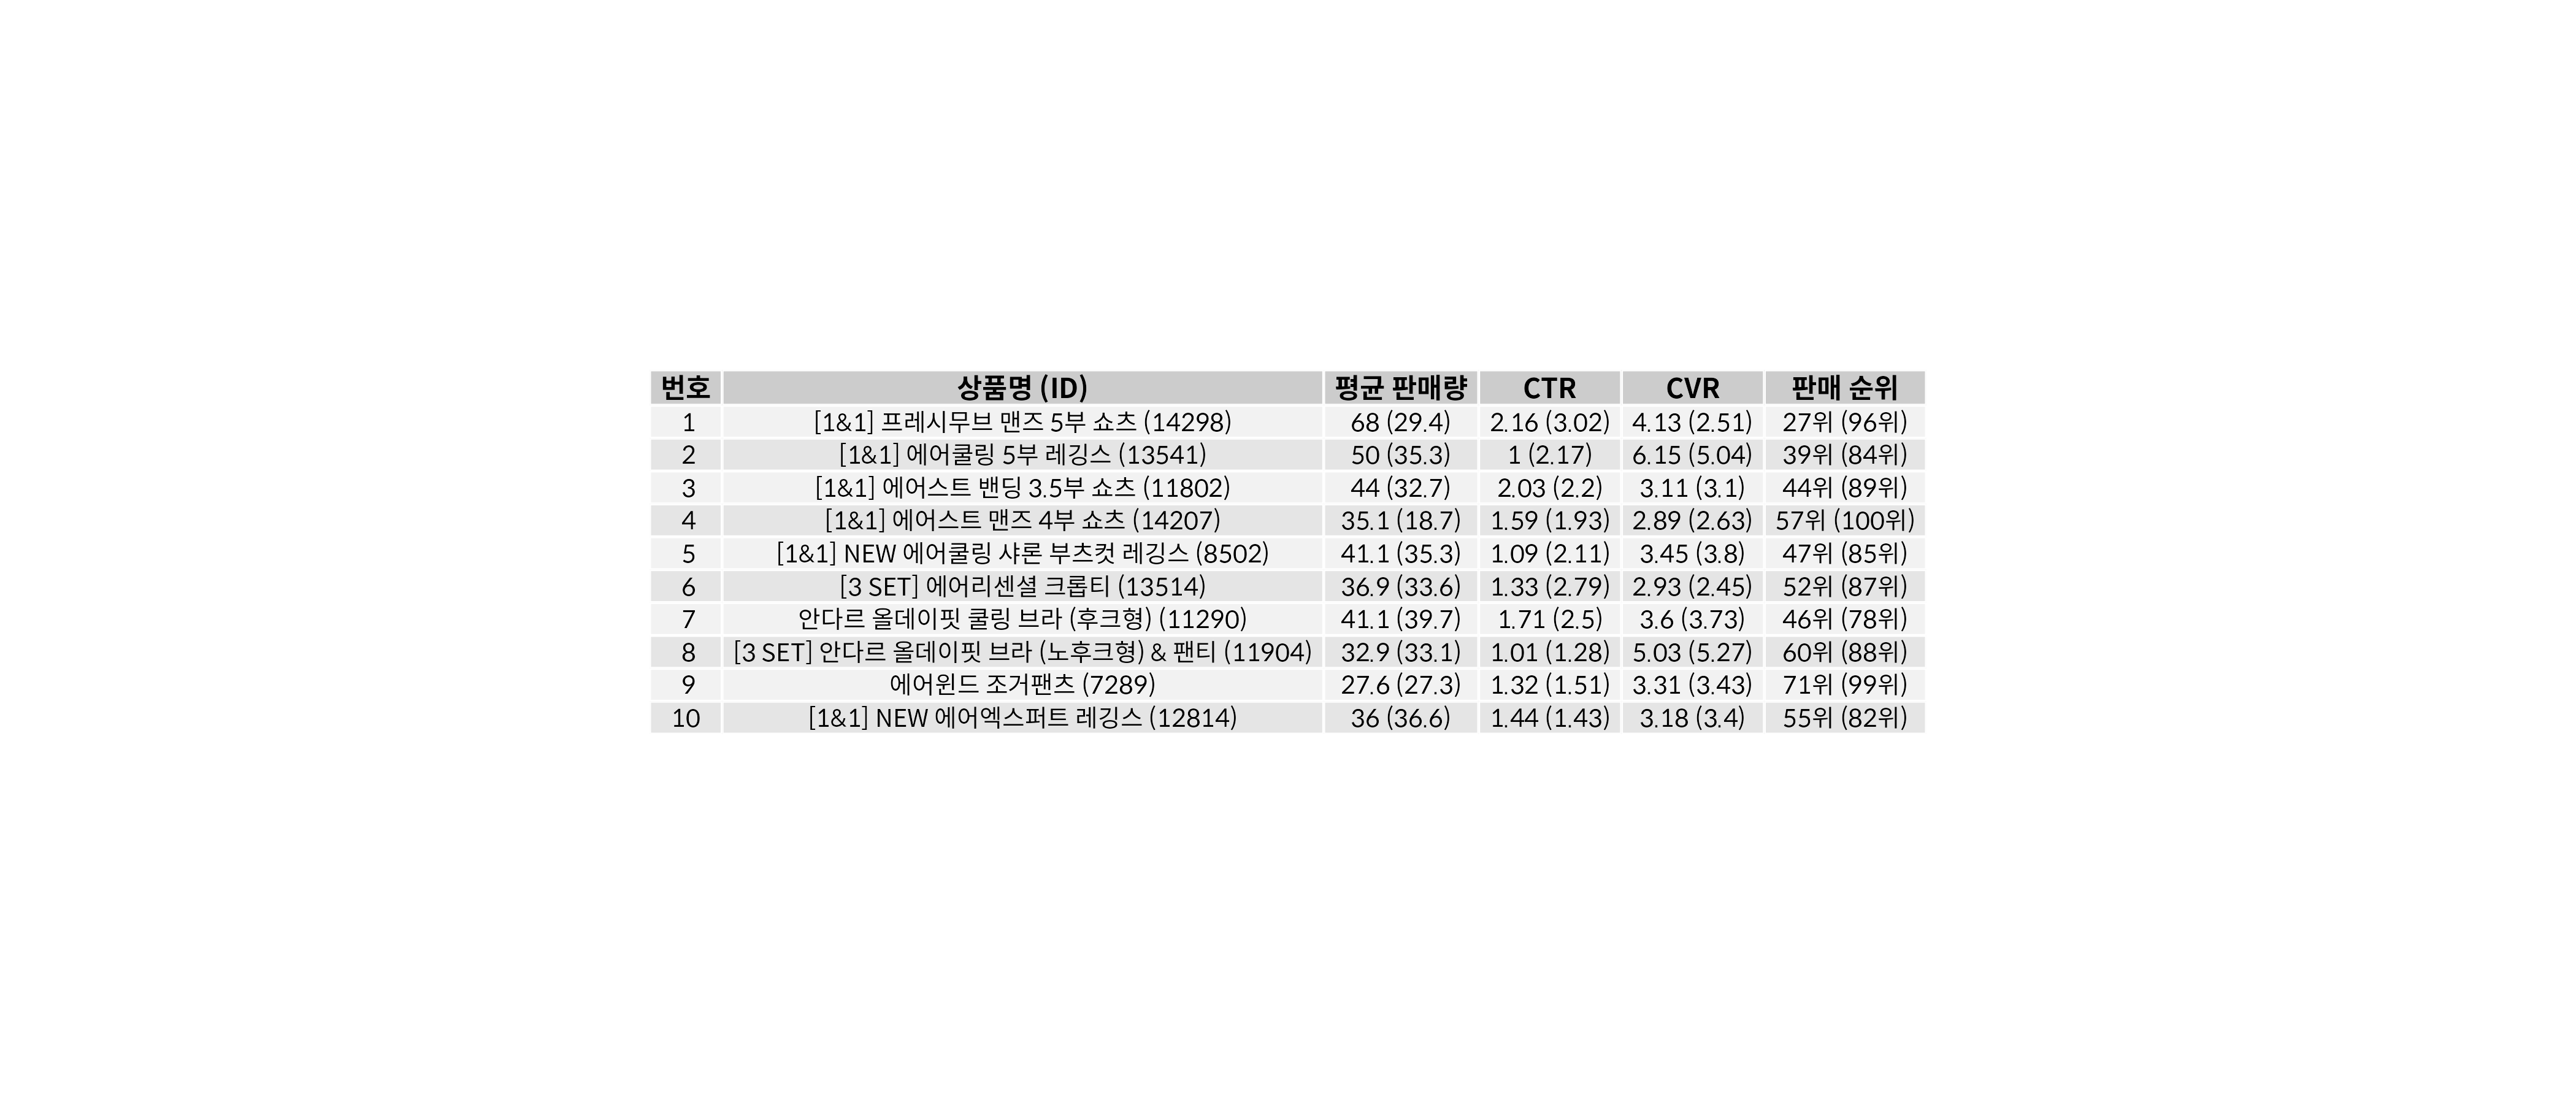 번호 상품명 (ID) 평균 판매량 CTR CVR 판매 순위
1 [1&1] 프레시무브 맨즈 5부 쇼츠 (14298) 68 (29.4) 2.16 (3.02) 4.13 (2.51) 27위 (96위)
2 [1&1] 에어쿨링 5부 레깅스 (13541) 50 (35.3) 1 (2.17) 6.15 (5.04) 39위 (84위)
3 [1&1] 에어스트 밴딩 3.5부 쇼츠 (11802) 44 (32.7) 2.03 (2.2) 3.11 (3.1) 44위 (89위)
4 [1&1] 에어스트 맨즈 4부 쇼츠 (14207) 35.1 (18.7) 1.59 (1.93) 2.89 (2.63) 57위 (100위)
5 [1&1] NEW 에어쿨링 샤론 부츠컷 레깅스 (8502) 41.1 (35.3) 1.09 (2.11) 3.45 (3.8) 47위 (85위)
6 [3 SET] 에어리센셜 크롭티 (13514) 36.9 (33.6) 1.33 (2.79) 2.93 (2.45) 52위 (87위)
7 안다르 올데이핏 쿨링 브라 (후크형) (11290) 41.1 (39.7) 1.71 (2.5) 3.6 (3.73) 46위 (78위)
8 [3 SET] 안다르 올데이핏 브라 (노후크형) & 팬티 (11904) 32.9 (33.1) 1.01 (1.28) 5.03 (5.27) 60위 (88위)
9 에어윈드 조거팬츠 (7289) 27.6 (27.3) 1.32 (1.51) 3.31 (3.43) 71위 (99위)
10 [1&1] NEW 에어엑스퍼트 레깅스 (12814) 36 (36.6) 1.44 (1.43) 3.18 (3.4) 55위 (82위)